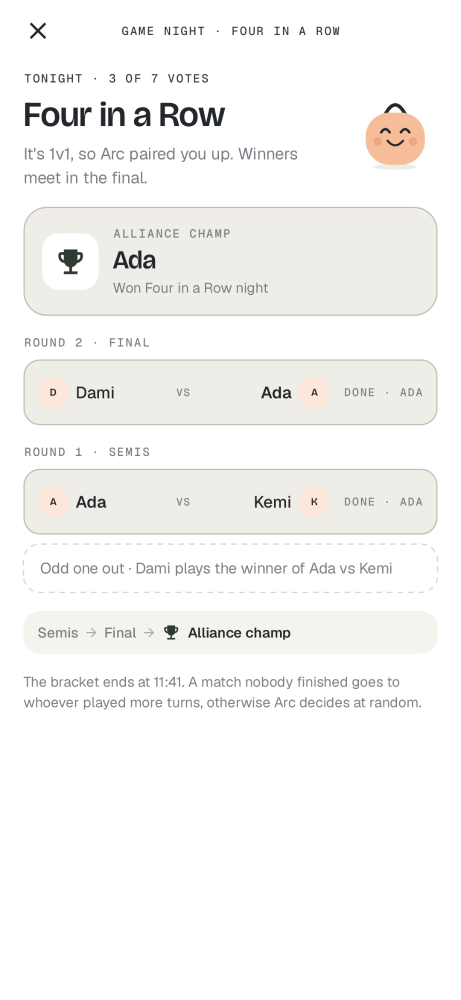 GAME NIGHT · FOUR IN A ROW
TONIGHT · 3 OF 7 VOTES
Four in a Row
It's 1v1, so Arc paired you up. Winners
meet in the final.
ALLIANCE CHAMP
Ada
Won Four in a Row night
ROUND 2 · FINAL
D Dami VS Ada A DONE · ADA
ROUND 1 · SEMIS
A Ada VS Kemi K DONE · ADA
Odd one out · Dami plays the winner of Ada vs Kemi
Semis → Final → Alliance champ
The bracket ends at 11:41. A match nobody finished goes to
whoever played more turns, otherwise Arc decides at random.